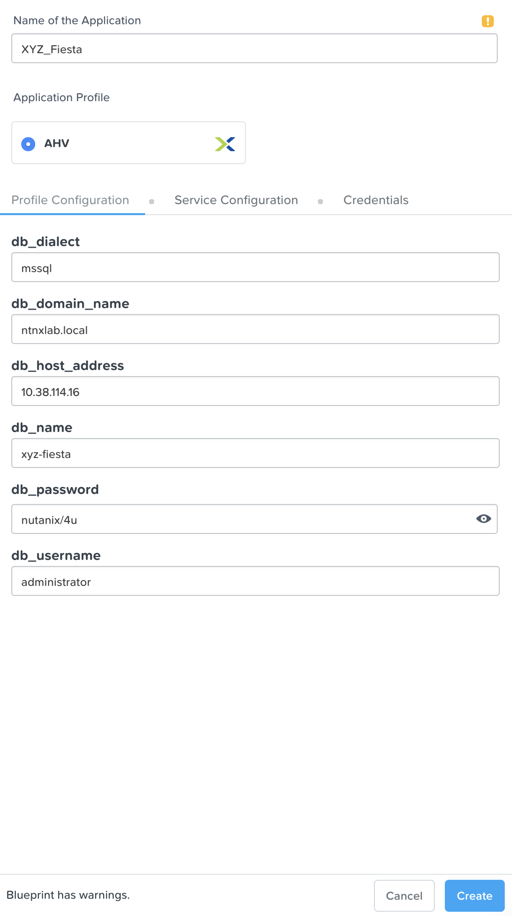 Name of the Application
XYZ_Fiesta
Application Profile
AHV
Profile Configuration
Service Configuration
Credentials
db_dialect
mssql
db_domain_name
ntnxlab.local
db_host_address
10.38.114.16
db_name
xyz-fiesta
db_password
nutanix/4u
db_username
administrator
Blueprint has warnings.
Cancel
Create